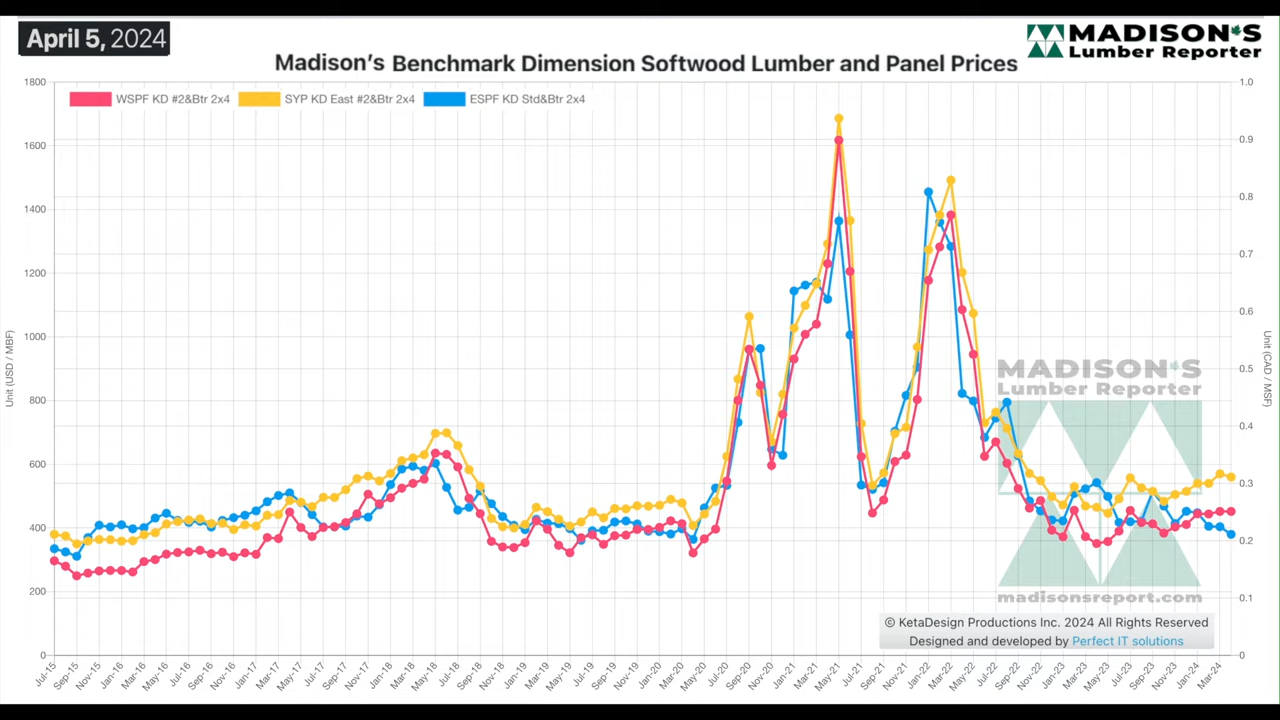 April 5, 2024
MADISON'S
Lumber Reporter
Madison's Benchmark Dimension Softwood Lumber and Panel Prices
WSPF KD #2&Btr 2x4
SYP KD East #2&Btr 2x4
ESPF KD Std&Btr 2x4
Unit (USD / MBF)
1800
1600
1400
1200
1000
800
600
400
200
0
1.0
0.9
0.8
0.7
0.6
0.5
0.4
0.3
0.2
0.1
0
Unit (CAD / MSF)
MADISON'S
Lumber Reporter
madisonsreport.com
© KetaDesign Productions Inc. 2024 All Rights Reserved
Designed and developed by Perfect IT solutions
Jul-15
Sep-15
Nov-15
Jan-16
Mar-16
May-16
Jul-16
Sep-16
Nov-16
Jan-17
Mar-17
May-17
Jul-17
Sep-17
Nov-17
Jan-18
Mar-18
May-18
Jul-18
Sep-18
Nov-18
Jan-19
Mar-19
May-19
Jul-19
Sep-19
Nov-19
Jan-20
Mar-20
May-20
Jul-20
Sep-20
Nov-20
Jan-21
Mar-21
May-21
Jul-21
Sep-21
Nov-21
Jan-22
Mar-22
May-22
Jul-22
Sep-22
Nov-22
Jan-23
Mar-23
May-23
Jul-23
Sep-23
Nov-23
Jan-24
Mar-24